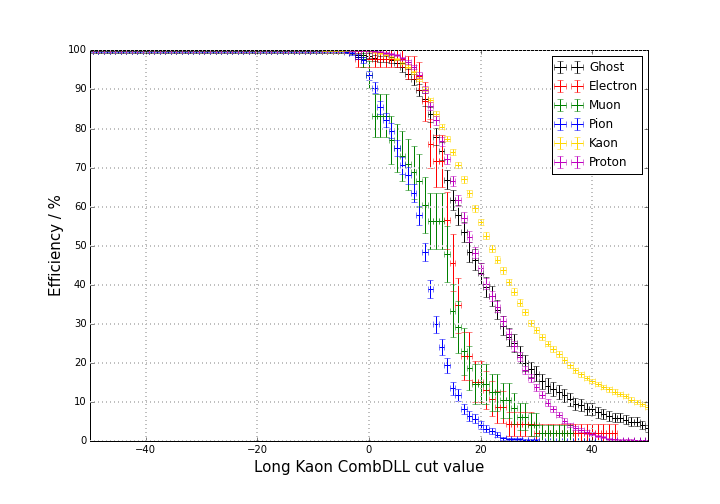 100
90
80
70
60
50
40
30
20
10
0
Efficiency / %
−40
−20
0
20
40
Long Kaon CombDLL cut value
Ghost
Electron
Muon
Pion
Kaon
Proton